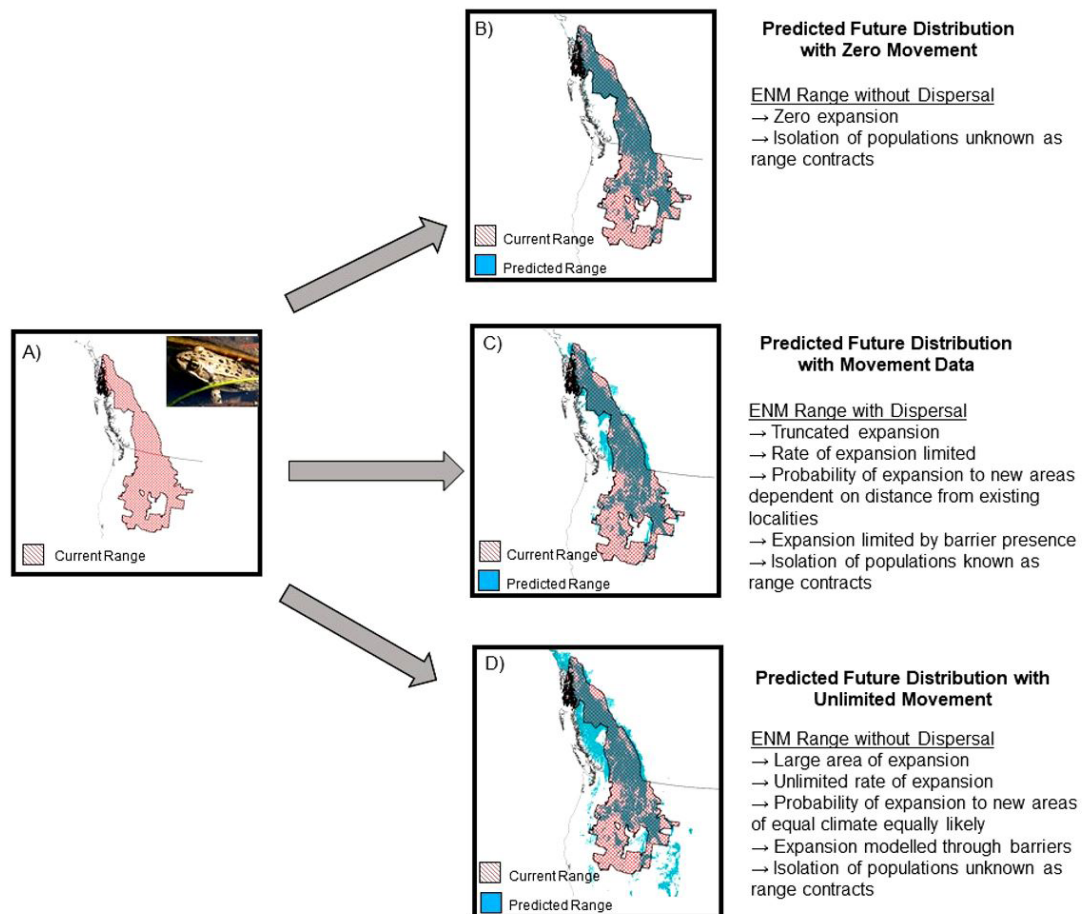 B)
Current Range
Predicted Range
Predicted Future Distribution
with Zero Movement
ENM Range without Dispersal
→ Zero expansion
→ Isolation of populations unknown as
range contracts
A)
Current Range
C)
Current Range
Predicted Range
Predicted Future Distribution
with Movement Data
ENM Range with Dispersal
→ Truncated expansion
→ Rate of expansion limited
→ Probability of expansion to new areas
dependent on distance from existing
localities
→ Expansion limited by barrier presence
→ Isolation of populations known as
range contracts
D)
Current Range
Predicted Range
Predicted Future Distribution with
Unlimited Movement
ENM Range without Dispersal
→ Large area of expansion
→ Unlimited rate of expansion
→ Probability of expansion to new areas
of equal climate equally likely
→ Expansion modelled through barriers
→ Isolation of populations unknown as
range contracts